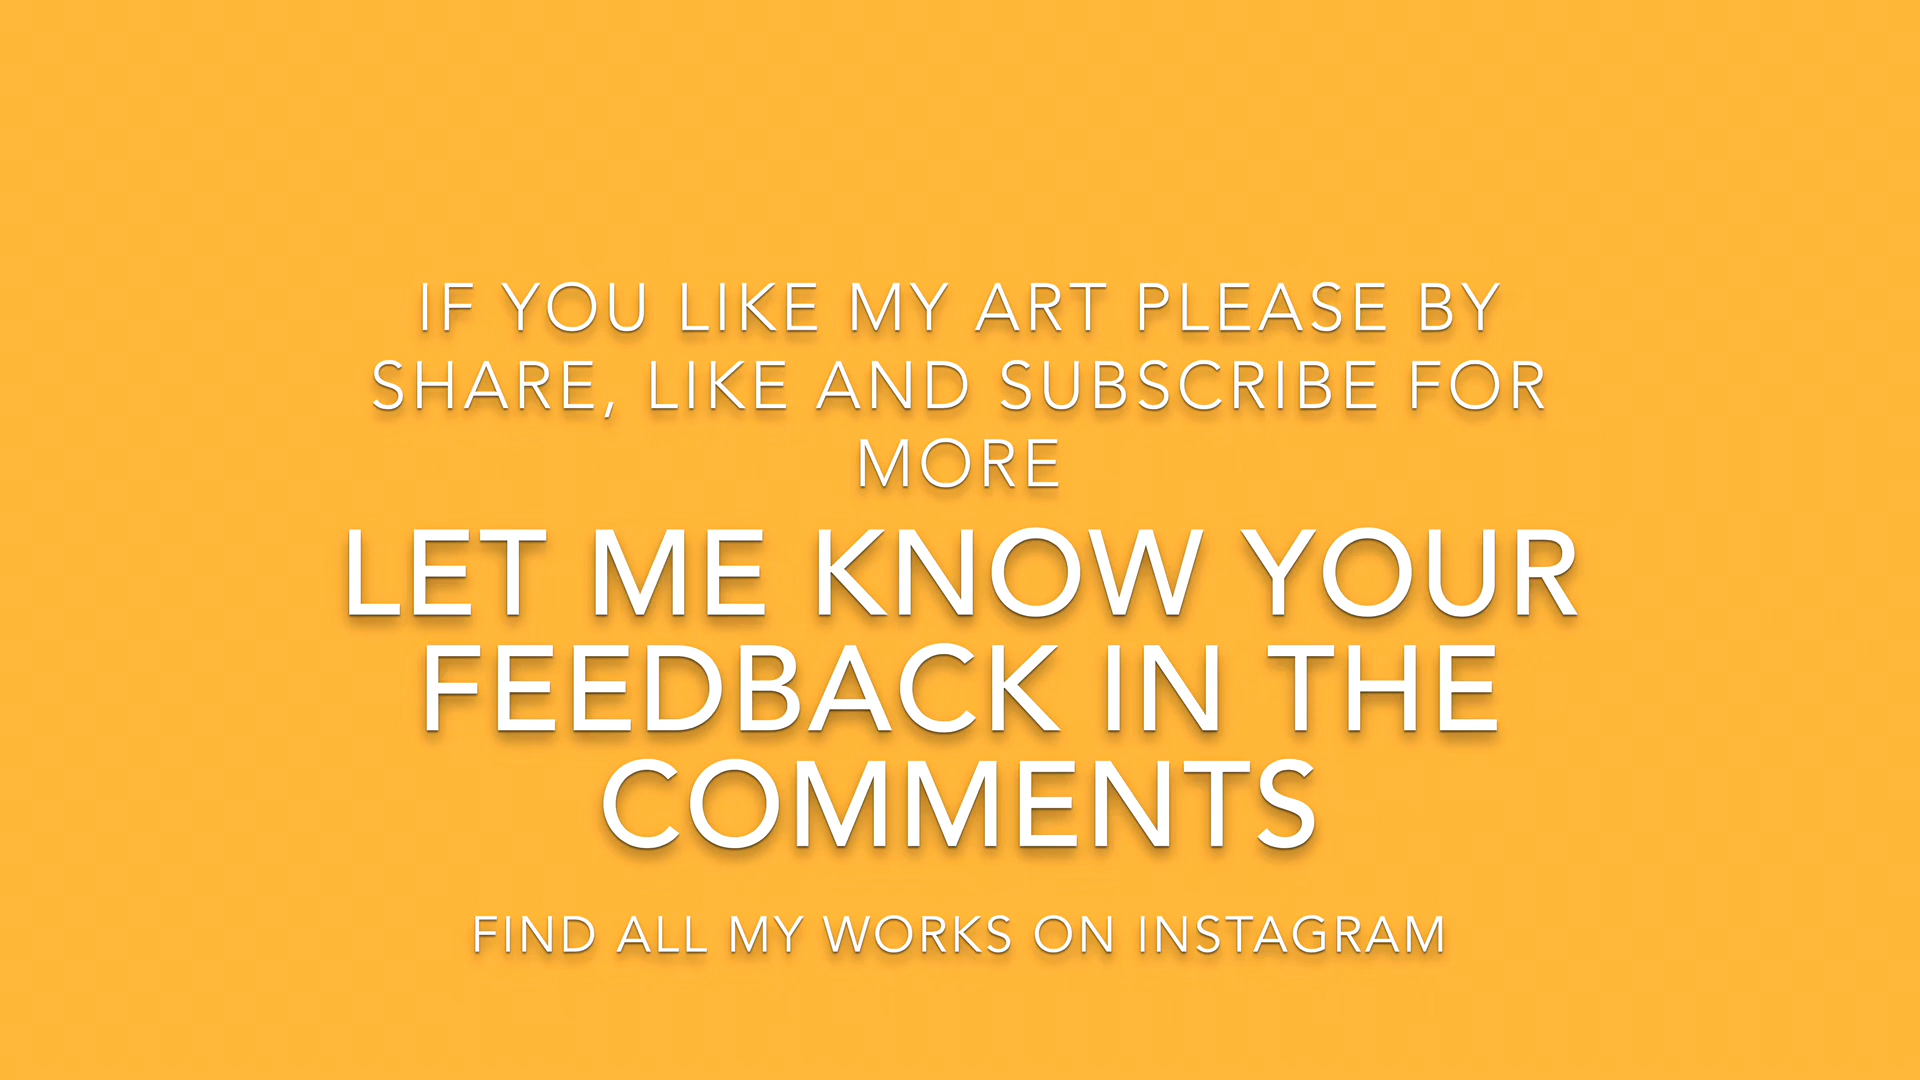 IF YOU LIKE MY ART PLEASE BY
SHARE, LIKE AND SUBSCRIBE FOR
MORE
LET ME KNOW YOUR
FEEDBACK IN THE
COMMENTS
FIND ALL MY WORKS ON INSTAGRAM